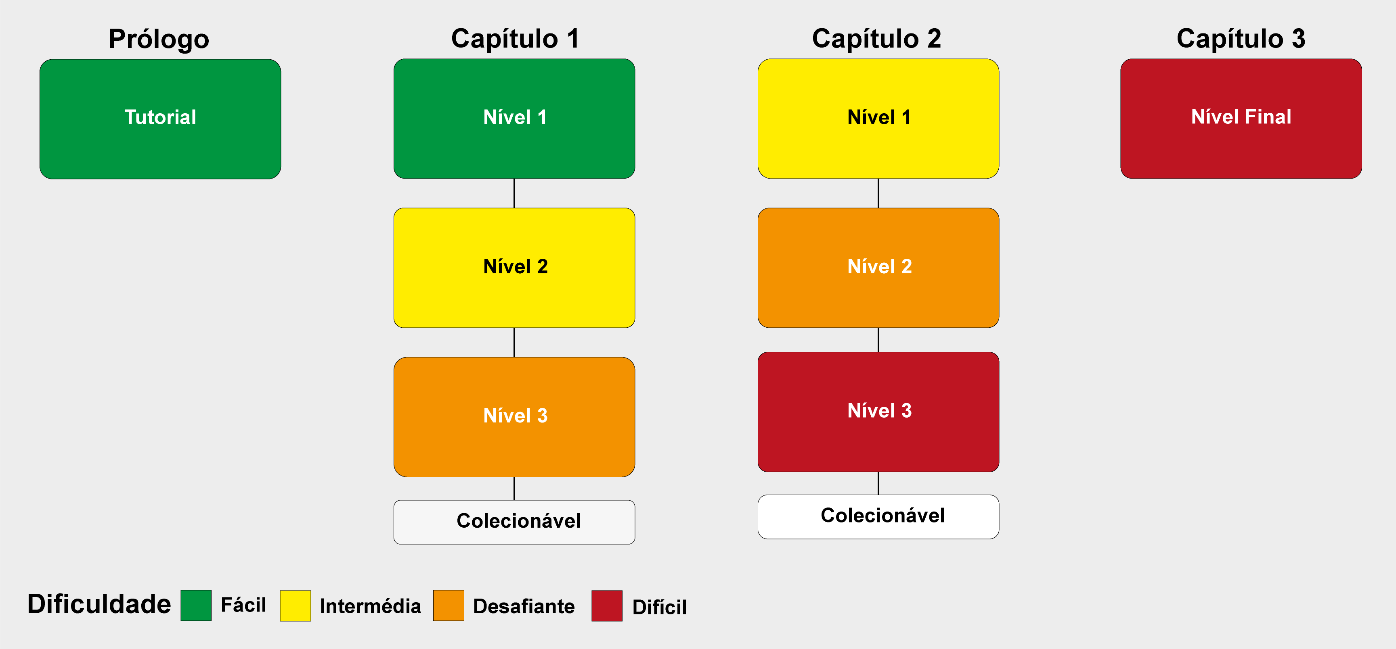 Prólogo
Tutorial
Capítulo 1
Nível 1
Nível 2
Nível 3
Colecionável
Capítulo 2
Nível 1
Nível 2
Nível 3
Colecionável
Capítulo 3
Nível Final
Dificuldade Fácil Intermédia Desafiante Difícil